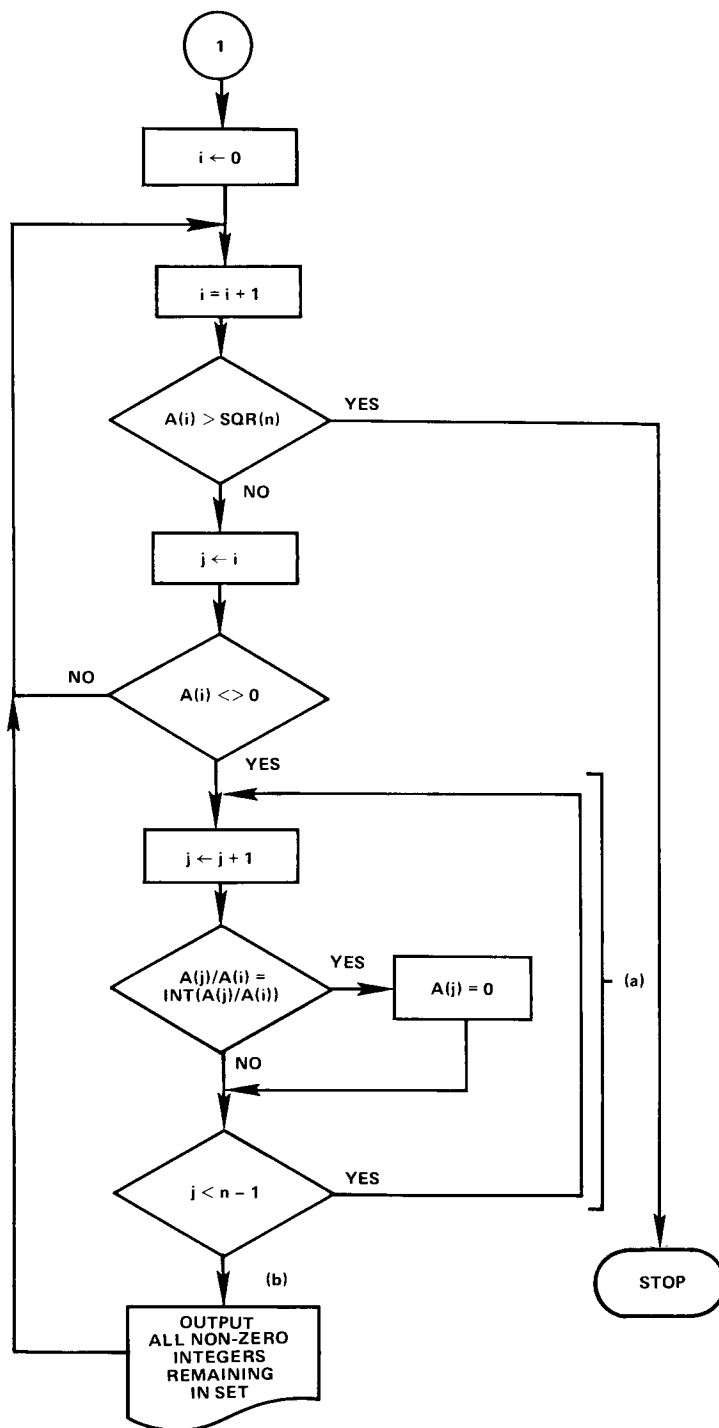 1
i ← 0
i = i + 1
A(i) > SQR(n)
YES
NO
j ← i
NO
A(i) <> 0
YES
j ← j + 1
A(j)/A(i) =
INT(A(j)/A(i))
YES
A(j) = 0
(a)
NO
j < n – 1
YES
(b)
STOP
OUTPUT
ALL NON-ZERO
INTEGERS
REMAINING
IN SET